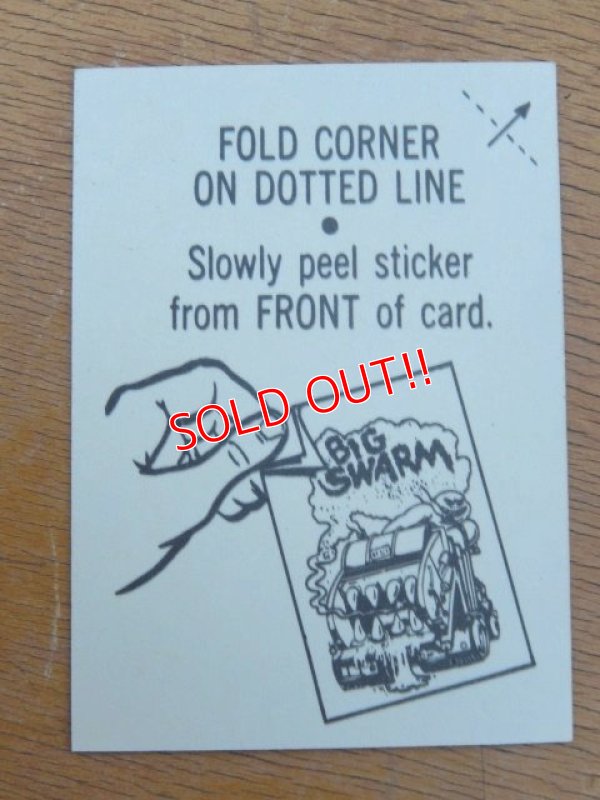 FOLD CORNER
ON DOTTED LINE
●
Slowly peel sticker
from FRONT of card.
SOLD OUT!!
BIG
SWARM